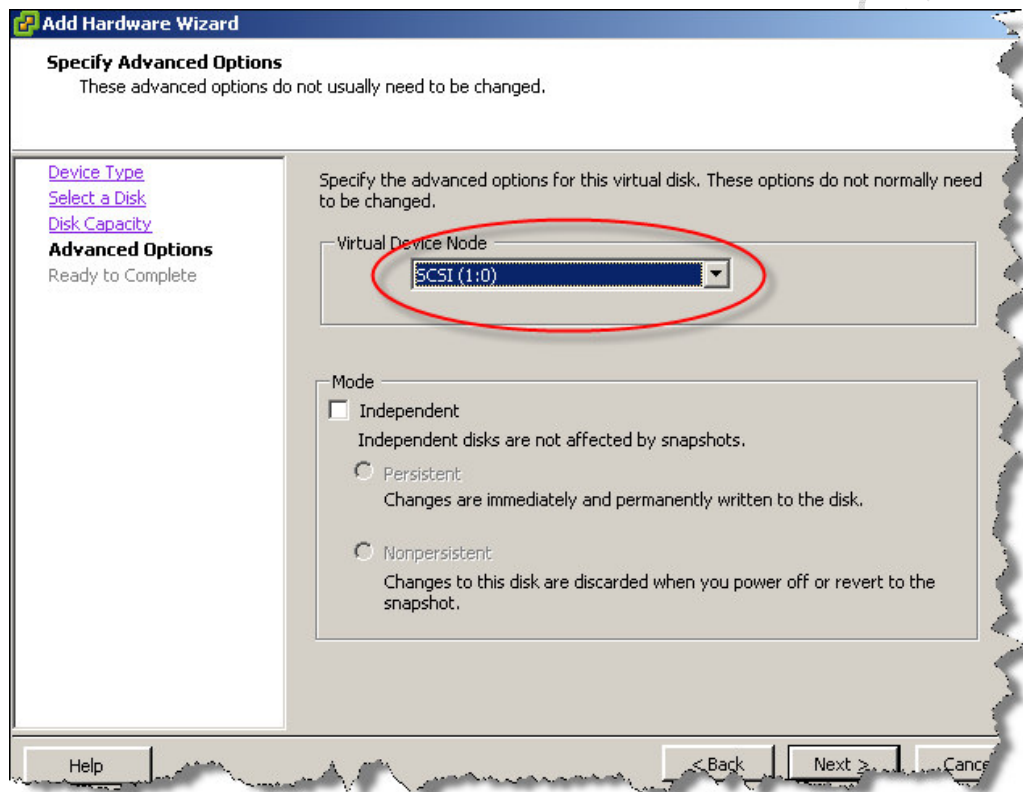 Add Hardware Wizard
Specify Advanced Options
These advanced options do not usually need to be changed.
Device Type
Select a Disk
Disk Capacity
Advanced Options
Ready to Complete
Specify the advanced options for this virtual disk. These options do not normally need
to be changed.
Virtual Device Node
SCSI (1:0)
Mode
Independent
Independent disks are not affected by snapshots.
Persistent
Changes are immediately and permanently written to the disk.
Nonpersistent
Changes to this disk are discarded when you power off or revert to the
snapshot.
Help
< Back
Next >
Cance